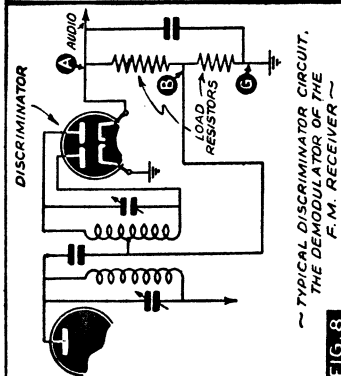 DISCRIMINATOR
A
AUDIO
B
LOAD
RESISTORS
G
~ TYPICAL DISCRIMINATOR CIRCUIT,
THE DEMODULATOR OF THE
F. M. RECEIVER ~
FIG. 8